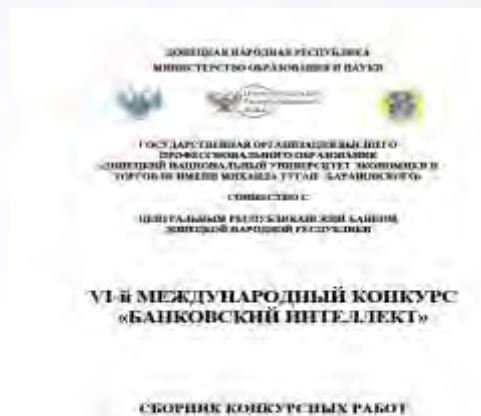 ДОНЕЦКАЯ НАРОДНАЯ РЕСПУБЛИКА
МИНИСТЕРСТВО ОБРАЗОВАНИЯ И НАУКИ
ГОСУДАРСТВЕННАЯ ОРГАНИЗАЦИЯ ВЫСШЕГО
ПРОФЕССИОНАЛЬНОГО ОБРАЗОВАНИЯ
«ДОНЕЦКИЙ НАЦИОНАЛЬНЫЙ УНИВЕРСИТЕТ ЭКОНОМИКИ И
ТОРГОВЛИ ИМЕНИ МИХАИЛА ТУГАН-БАРАНОВСКОГО»
СОВМЕСТНО С
ЦЕНТРАЛЬНЫМ РЕСПУБЛИКАНСКИМ БАНКОМ
ДОНЕЦКОЙ НАРОДНОЙ РЕСПУБЛИКИ
VI-й МЕЖДУНАРОДНЫЙ КОНКУРС
«БАНКОВСКИЙ ИНТЕЛЛЕКТ»
СБОРНИК КОНКУРСНЫХ РАБОТ